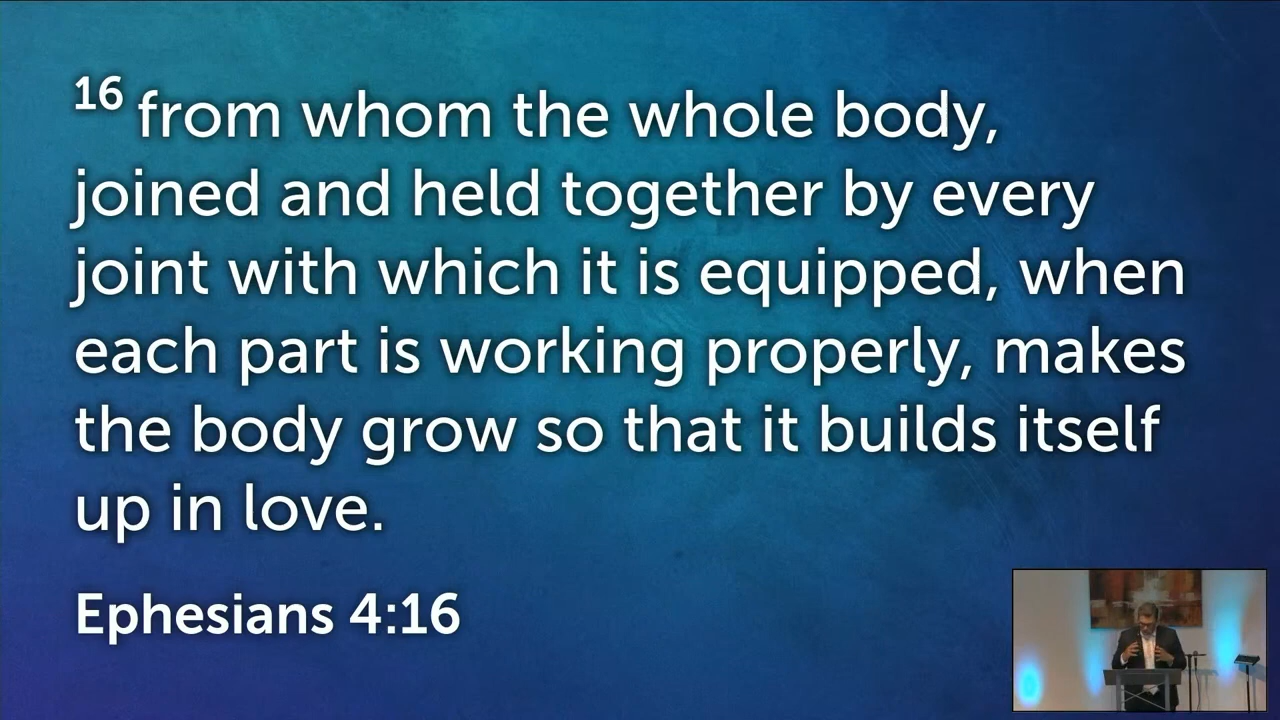 16 from whom the whole body,
joined and held together by every
joint with which it is equipped, when
each part is working properly, makes
the body grow so that it builds itself
up in love.
Ephesians 4:16